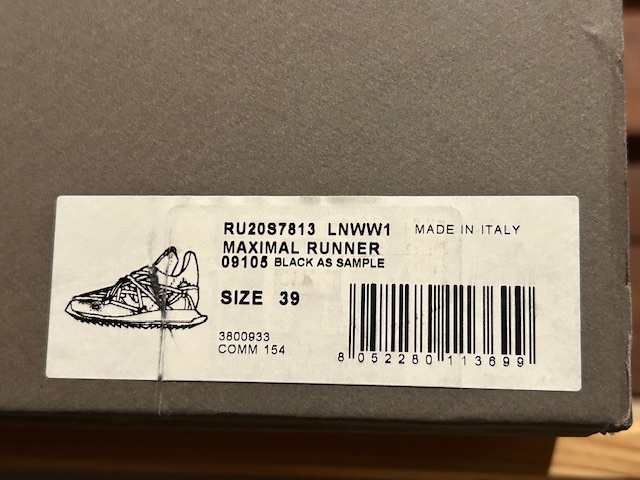 RU20S7813 LNWW1 MADE IN ITALY
MAXIMAL RUNNER
09105 BLACK AS SAMPLE
SIZE 39
3800933
COMM 154
8 052280 113699